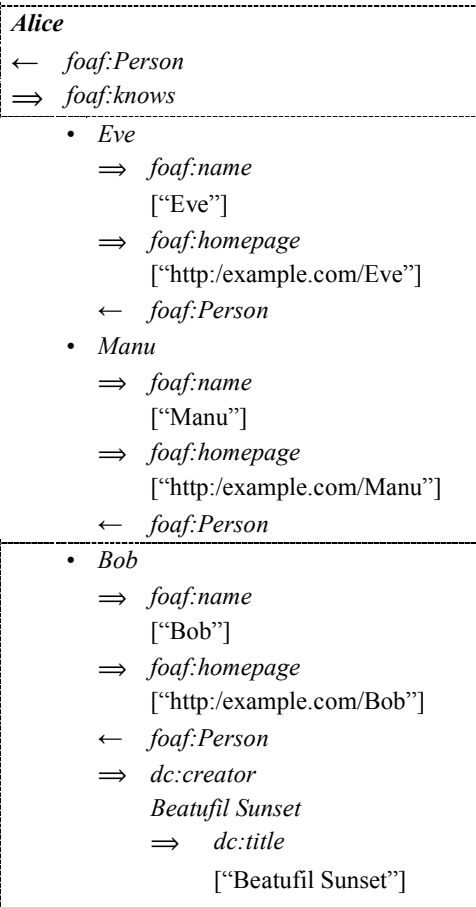 Alice
← foaf:Person
⟹ foaf:knows
• Eve
⟹ foaf:name
[“Eve”]
⟹ foaf:homepage
[“http:/example.com/Eve”]
← foaf:Person
• Manu
⟹ foaf:name
[“Manu”]
⟹ foaf:homepage
[“http:/example.com/Manu”]
← foaf:Person
• Bob
⟹ foaf:name
[“Bob”]
⟹ foaf:homepage
[“http:/example.com/Bob”]
← foaf:Person
⟹ dc:creator
Beatufil Sunset
⟹ dc:title
[“Beatufil Sunset”]